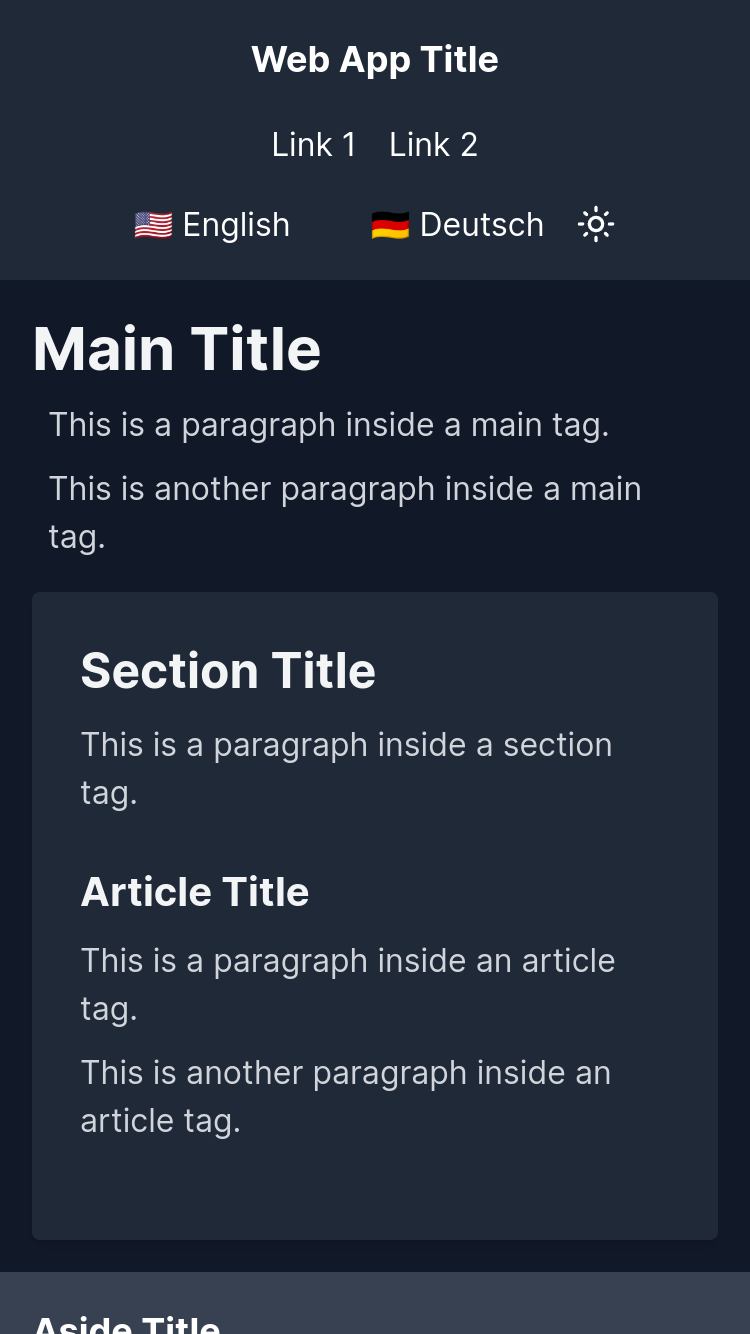 Web App Title
Link 1 Link 2
English Deutsch
Main Title
This is a paragraph inside a main tag.
This is another paragraph inside a main
tag.
Section Title
This is a paragraph inside a section
tag.
Article Title
This is a paragraph inside an article
tag.
This is another paragraph inside an
article tag.
Aside Title